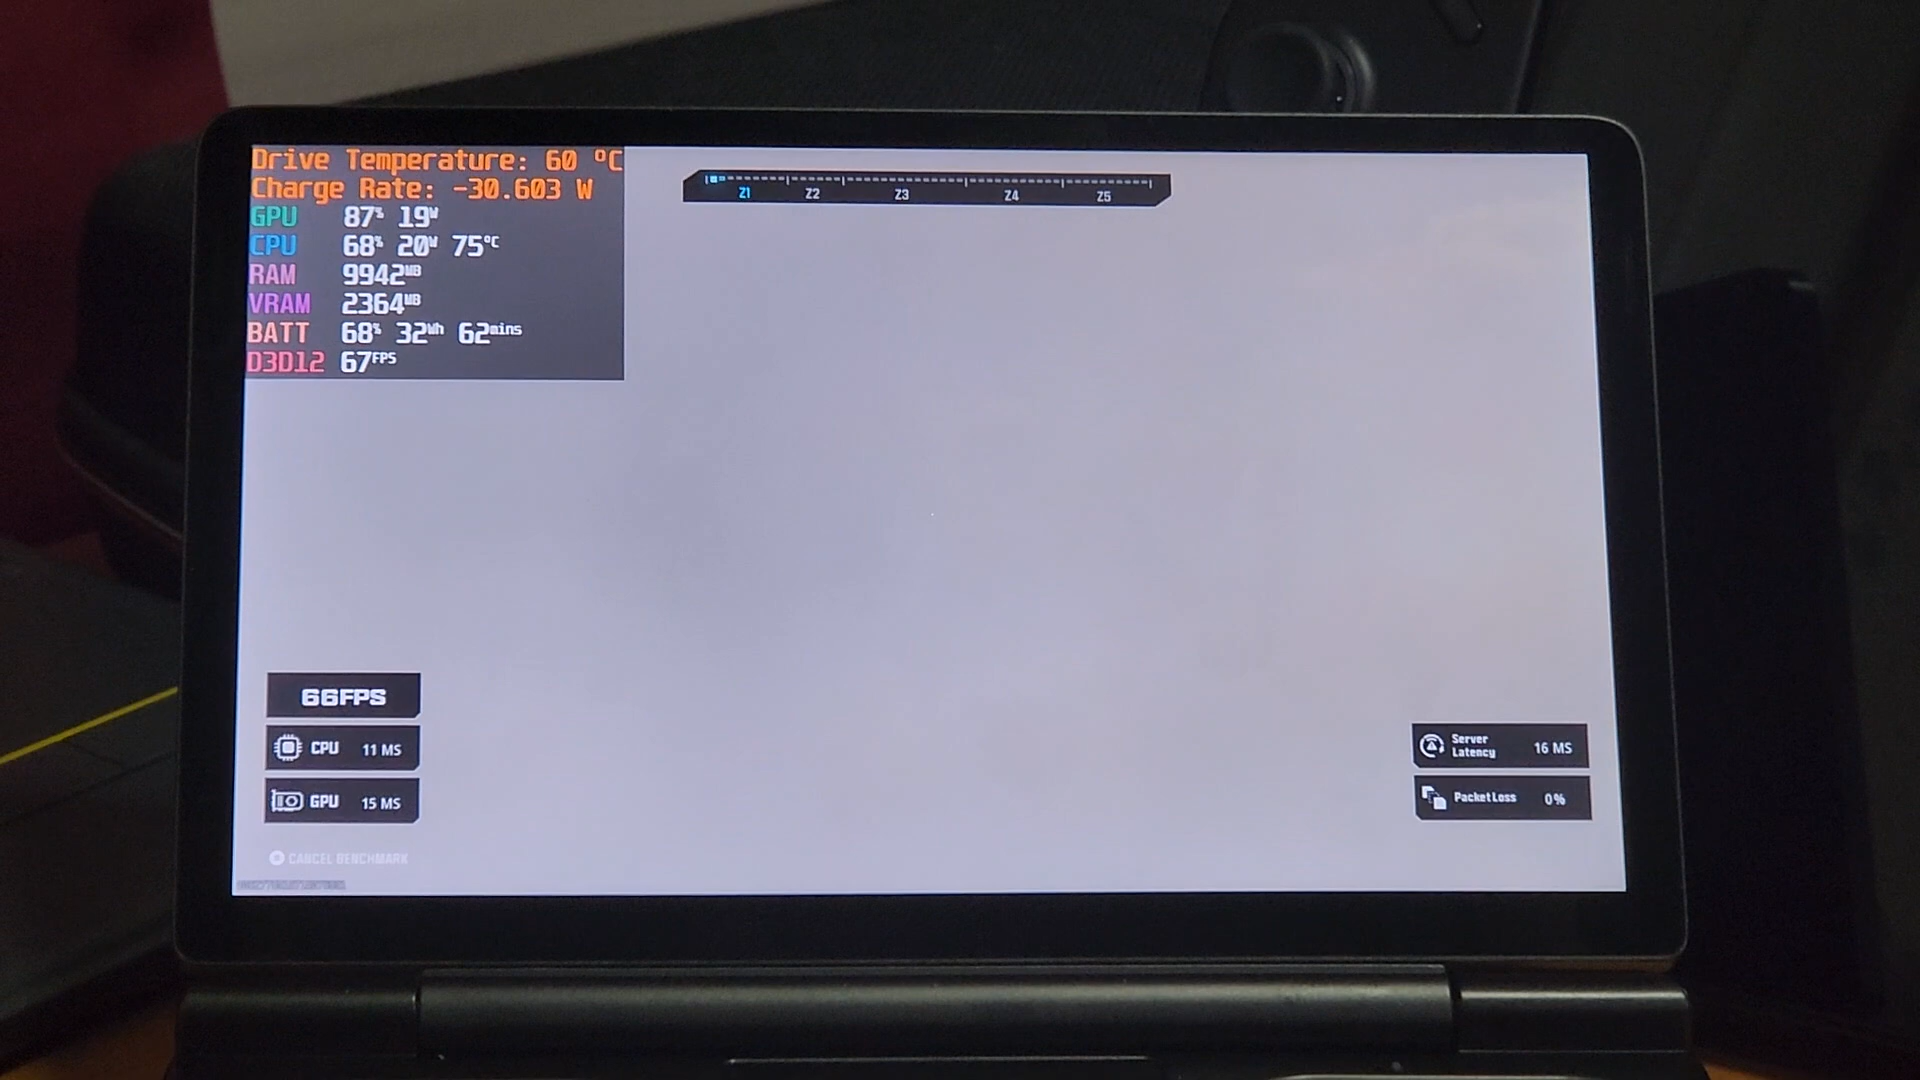 Drive Temperature: 60 ºC
Charge Rate: -30.603 W
GPU 87% 19W
CPU 68% 20W 75°C
RAM 9942MB
VRAM 2364MB
BATT 68% 32Wh 62mins
D3D12 67FPS
Z1 Z2 Z3 Z4 Z5
66FPS
CPU 11 MS
GPU 15 MS
CANCEL BENCHMARK
Server Latency 16 MS
PacketLoss 0%